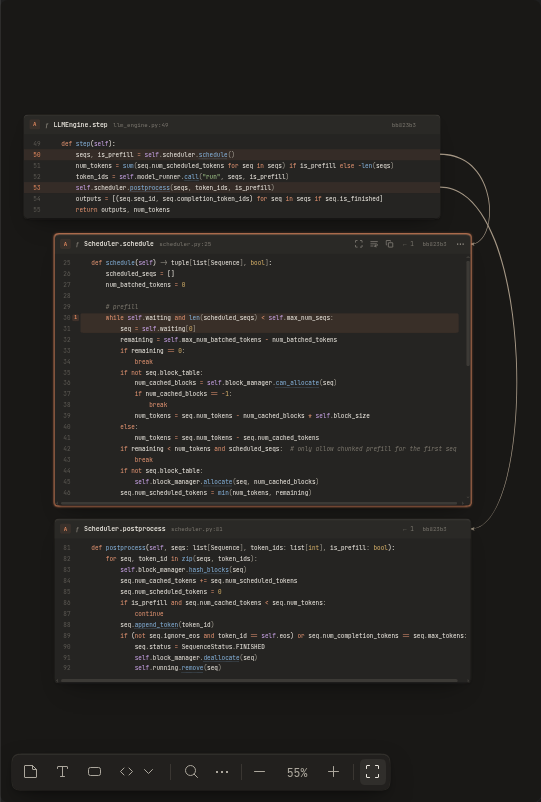 A ƒ LLMEngine.step llm_engine.py:49 bb823b3
49 def step(self):
50 seqs, is_prefill = self.scheduler.schedule()
51 num_tokens = sum(seq.num_scheduled_tokens for seq in seqs) if is_prefill else -len(seqs)
52 token_ids = self.model_runner.call("run", seqs, is_prefill)
53 self.scheduler.postprocess(seqs, token_ids, is_prefill)
54 outputs = [(seq.seq_id, seq.completion_token_ids) for seq in seqs if seq.is_finished]
55 return outputs, num_tokens
A ƒ Scheduler.schedule scheduler.py:25 ← 1 bb823b3
25 def schedule(self) -> tuple[list[Sequence], bool]:
26 scheduled_seqs = []
27 num_batched_tokens = 0
28
29 # prefill
30 1 while self.waiting and len(scheduled_seqs) < self.max_num_seqs:
31 seq = self.waiting[0]
32 remaining = self.max_num_batched_tokens - num_batched_tokens
33 if remaining == 0:
34 break
35 if not seq.block_table:
36 num_cached_blocks = self.block_manager.can_allocate(seq)
37 if num_cached_blocks == -1:
38 break
39 num_tokens = seq.num_tokens - num_cached_blocks * self.block_size
40 else:
41 num_tokens = seq.num_tokens - seq.num_cached_tokens
42 if remaining < num_tokens and scheduled_seqs: # only allow chunked prefill for the first seq
43 break
44 if not seq.block_table:
45 self.block_manager.allocate(seq, num_cached_blocks)
46 seq.num_scheduled_tokens = min(num_tokens, remaining)
A ƒ Scheduler.postprocess scheduler.py:81 ← 1 bb823b3
81 def postprocess(self, seqs: list[Sequence], token_ids: list[int], is_prefill: bool):
82 for seq, token_id in zip(seqs, token_ids):
83 self.block_manager.hash_blocks(seq)
84 seq.num_cached_tokens += seq.num_scheduled_tokens
85 seq.num_scheduled_tokens = 0
86 if is_prefill and seq.num_cached_tokens < seq.num_tokens:
87 continue
88 seq.append_token(token_id)
89 if (not seq.ignore_eos and token_id == self.eos) or seq.num_completion_tokens == seq.max_tokens:
90 seq.status = SequenceStatus.FINISHED
91 self.block_manager.deallocate(seq)
92 self.running.remove(seq)
55%